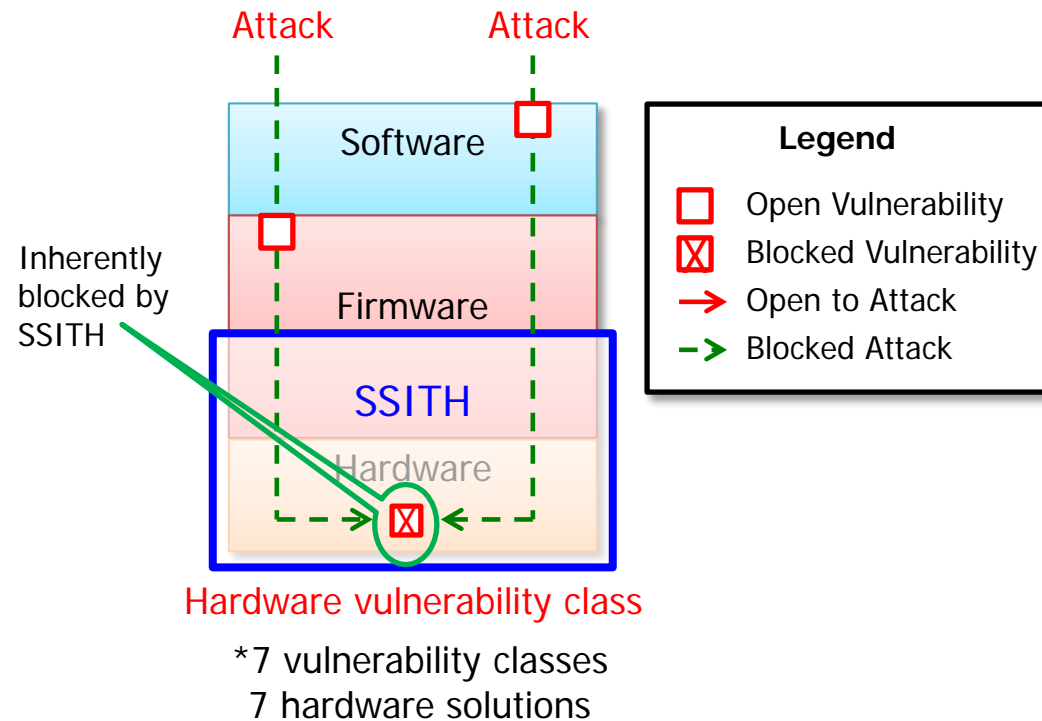 Attack
Attack
Software
Inherently
blocked by
SSITH
Firmware
SSITH
Hardware
Hardware vulnerability class
*7 vulnerability classes
7 hardware solutions
Legend
Open Vulnerability
Blocked Vulnerability
Open to Attack
Blocked Attack